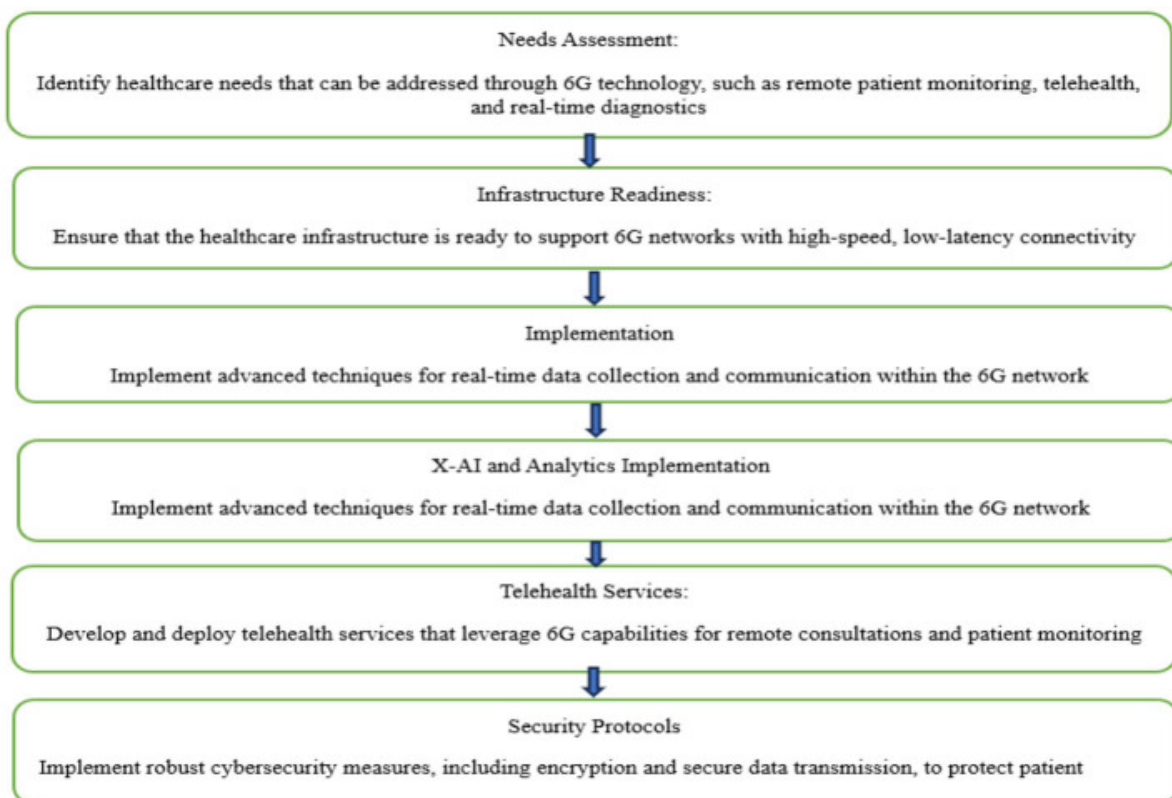 Needs Assessment:
Identify healthcare needs that can be addressed through 6G technology, such as remote patient monitoring, telehealth,
and real-time diagnostics
Infrastructure Readiness:
Ensure that the healthcare infrastructure is ready to support 6G networks with high-speed, low-latency connectivity
Implementation
Implement advanced techniques for real-time data collection and communication within the 6G network
X-AI and Analytics Implementation
Implement advanced techniques for real-time data collection and communication within the 6G network
Telehealth Services:
Develop and deploy telehealth services that leverage 6G capabilities for remote consultations and patient monitoring
Security Protocols
Implement robust cybersecurity measures, including encryption and secure data transmission, to protect patient